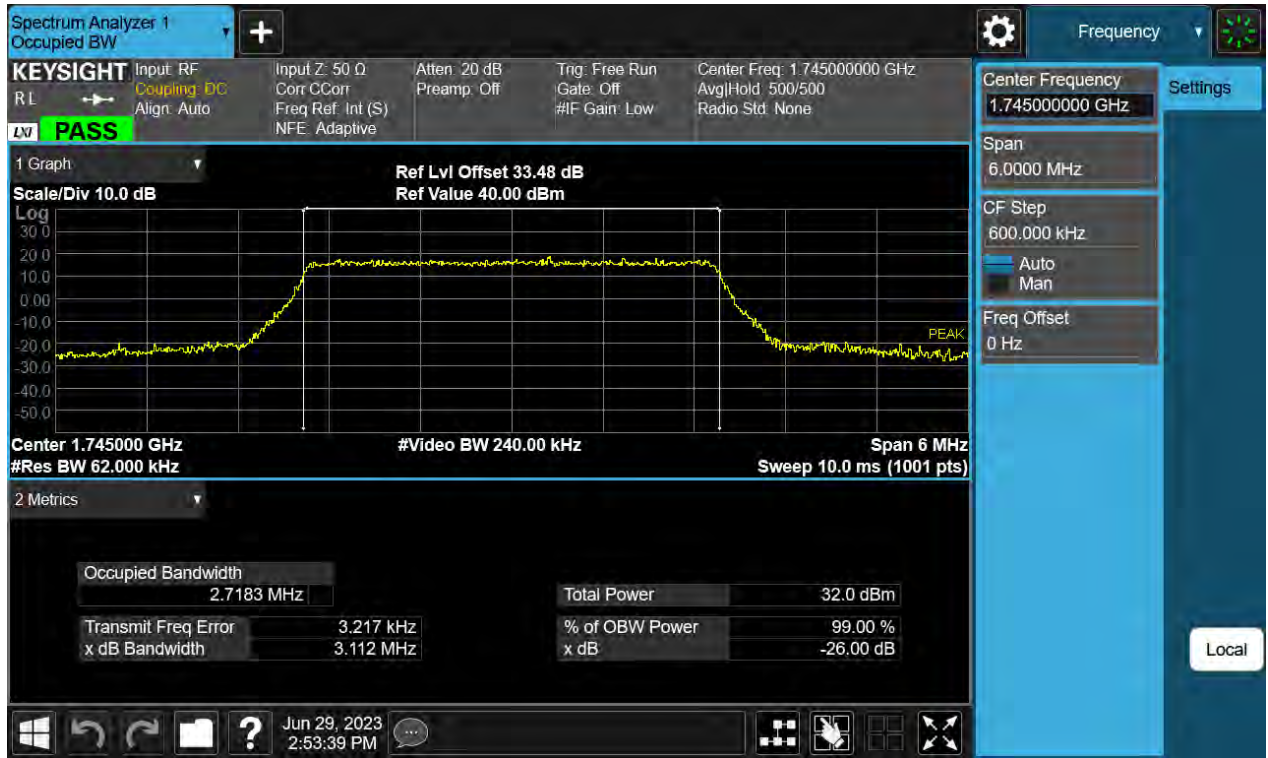 Spectrum Analyzer 1
Occupied BW
Frequency
KEYSIGHT
RL
LXI PASS
Input: RF
Coupling: DC
Align: Auto
Input Z: 50 Ω
Corr CCorr
Freq Ref: Int (S)
NFE: Adaptive
Atten: 20 dB
Preamp: Off
Trig: Free Run
Gate: Off
#IF Gain: Low
Center Freq: 1.745000000 GHz
Avg|Hold: 500/500
Radio Std: None
1 Graph
Scale/Div 10.0 dB
Ref Lvl Offset 33.48 dB
Ref Value 40.00 dBm
Log
30.0
20.0
10.0
0.00
-10.0
-20.0
-30.0
-40.0
-50.0
PEAK
Center 1.745000 GHz
#Video BW 240.00 kHz
Span 6 MHz
#Res BW 62.000 kHz
Sweep 10.0 ms (1001 pts)
2 Metrics
Occupied Bandwidth
2.7183 MHz
Total Power 32.0 dBm
Transmit Freq Error 3.217 kHz
% of OBW Power 99.00 %
x dB Bandwidth 3.112 MHz
x dB -26.00 dB
Center Frequency
1.745000000 GHz
Settings
Span
6.0000 MHz
CF Step
600.000 kHz
Auto
Man
Freq Offset
0 Hz
Local
?
Jun 29, 2023
2:53:39 PM